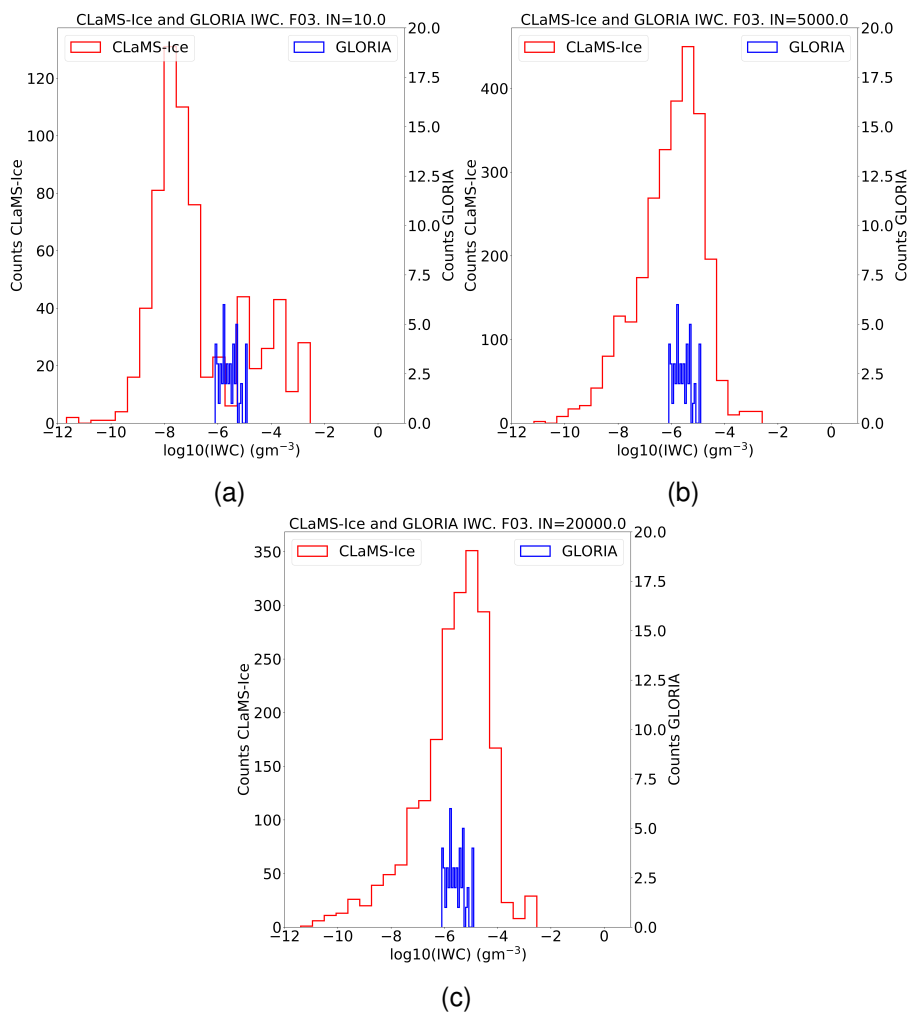 CLaMS-Ice and GLORIA IWC. F03. IN=10.0
CLaMS-Ice
GLORIA
Counts CLaMS-Ice
0
20
40
60
80
100
120
Counts GLORIA
0.0
2.5
5.0
7.5
10.0
12.5
15.0
17.5
20.0
−12 −10 −8 −6 −4 −2 0
log10(IWC) (gm⁻³)
(a)
CLaMS-Ice and GLORIA IWC. F03. IN=5000.0
CLaMS-Ice
GLORIA
Counts CLaMS-Ice
0
100
200
300
400
Counts GLORIA
0.0
2.5
5.0
7.5
10.0
12.5
15.0
17.5
20.0
−12 −10 −8 −6 −4 −2 0
log10(IWC) (gm⁻³)
(b)
CLaMS-Ice and GLORIA IWC. F03. IN=20000.0
CLaMS-Ice
GLORIA
Counts CLaMS-Ice
0
50
100
150
200
250
300
350
Counts GLORIA
0.0
2.5
5.0
7.5
10.0
12.5
15.0
17.5
20.0
−12 −10 −8 −6 −4 −2 0
log10(IWC) (gm⁻³)
(c)